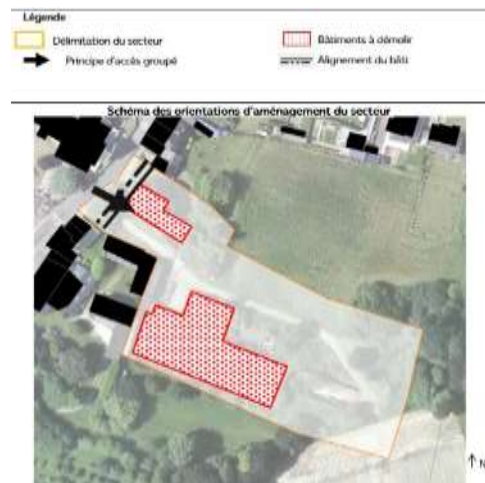 Légende
Délimitation du secteur
Bâtiments à démolir
Principe d'accès groupé
Alignement du bâti
Schéma des orientations d'aménagement du secteur
N